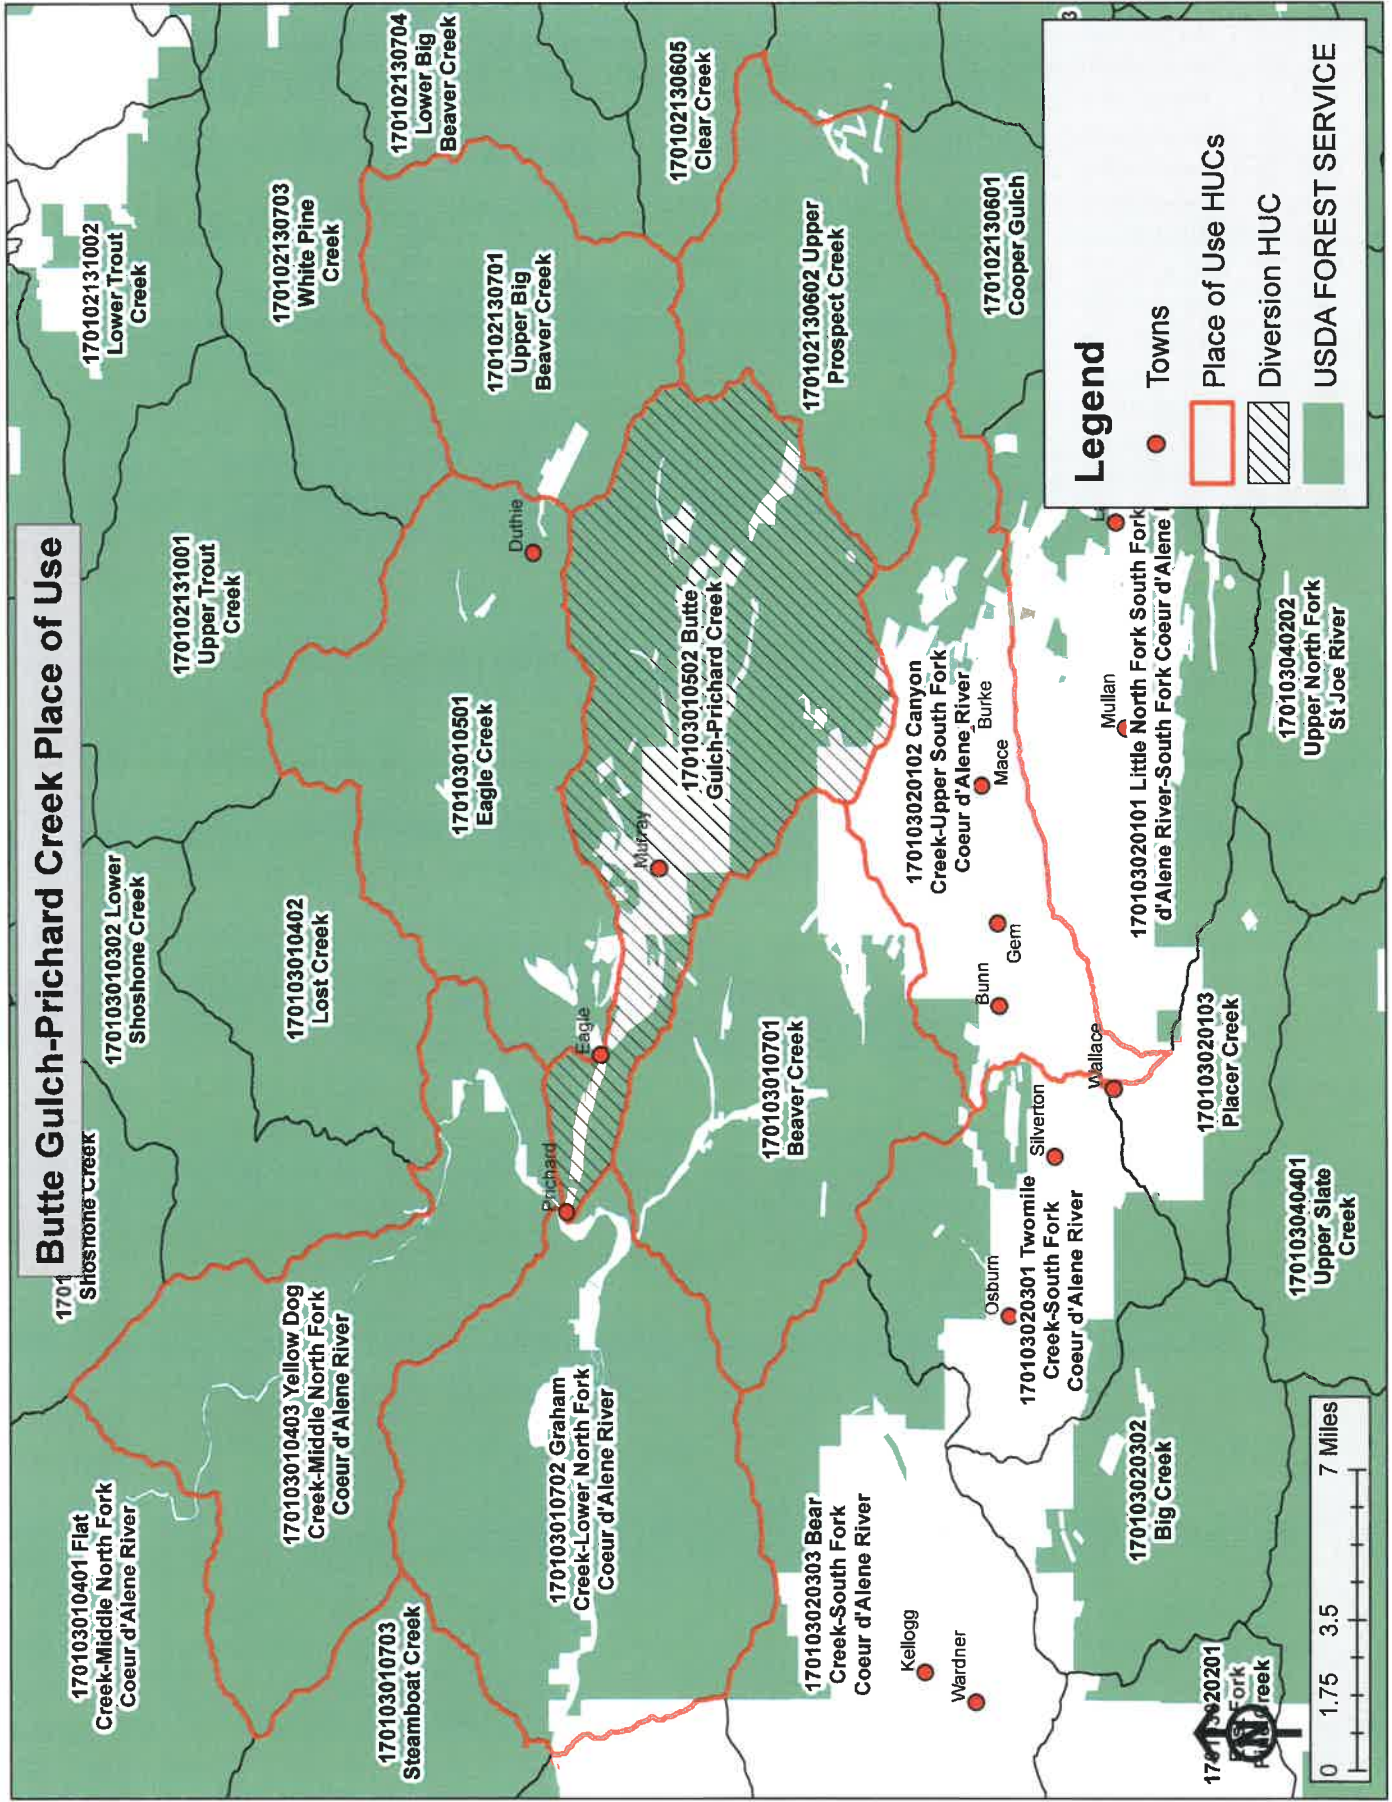 Butte Gulch-Prichard Creek Place of Use
170103010401 Flat
Creek-Middle North Fork
Coeur d'Alene River
1701
Shoshone Creek
170103010302 Lower
Shoshone Creek
170102131001
Upper Trout
Creek
170102131002
Lower Trout
Creek
170103010403 Yellow Dog
Creek-Middle North Fork
Coeur d'Alene River
170103010402
Lost Creek
170102130703
White Pine
Creek
170102130704
Lower Big
Beaver Creek
170103010703
Steamboat Creek
170103010501
Eagle Creek
170102130701
Upper Big
Beaver Creek
Duthie
170103010702 Graham
Creek-Lower North Fork
Coeur d'Alene River
Prichard
Eagle
Murray
170103010502 Butte
Gulch-Prichard Creek
170102130605
Clear Creek
170103010701
Beaver Creek
170102130602 Upper
Prospect Creek
170103020303 Bear
Creek-South Fork
Coeur d'Alene River
Kellogg
Wardner
170103020102 Canyon
Creek-Upper South Fork
Coeur d'Alene River
Burke
Mace
Gem
Bunn
170102130601
Cooper Gulch
Osburn
170103020301 Twomile
Creek-South Fork
Coeur d'Alene River
Silverton
Wallace
Mullan
170103020101 Little North Fork South Fork
d'Alene River-South Fork Coeur d'Alene
170103020302
Big Creek
170103020103
Placer Creek
170103040202
Upper North Fork
St Joe River
170103040401
Upper Slate
Creek
N
0 1.75 3.5 7 Miles
Legend
Towns
Place of Use HUCs
Diversion HUC
USDA FOREST SERVICE